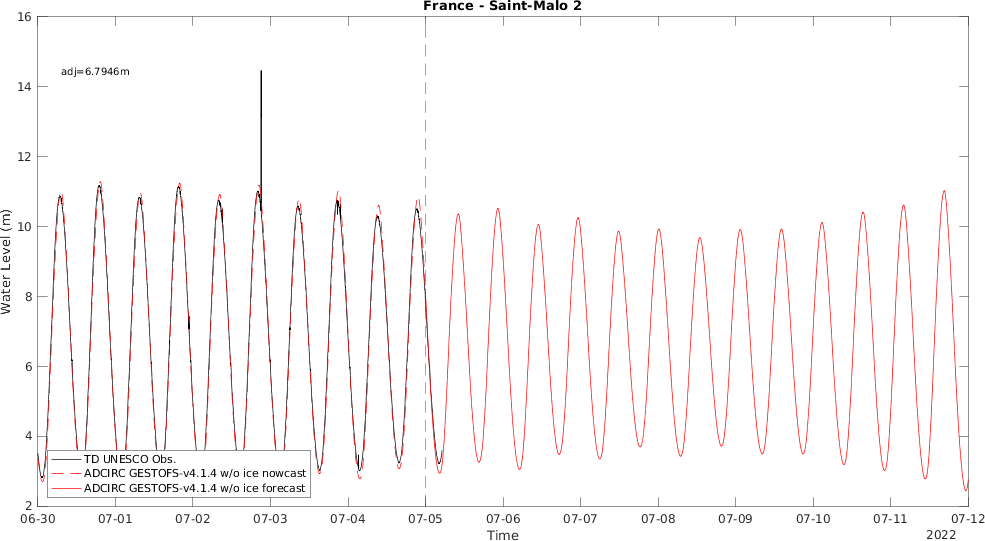 France - Saint-Malo 2
16
14
12
10
8
6
4
2
Water Level (m)
adj=6.7946m
TD UNESCO Obs.
ADCIRC GESTOFS-v4.1.4 w/o ice nowcast
ADCIRC GESTOFS-v4.1.4 w/o ice forecast
06-30 07-01 07-02 07-03 07-04 07-05 07-06 07-07 07-08 07-09 07-10 07-11 07-12
Time
2022